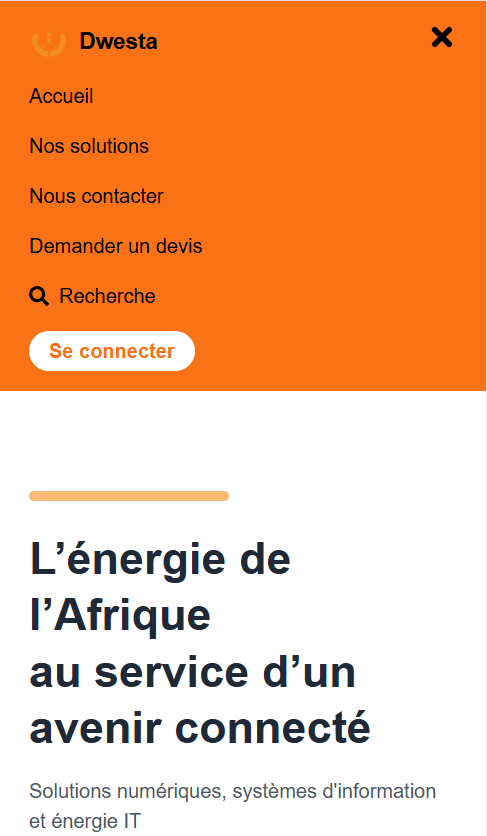 Dwesta
Accueil
Nos solutions
Nous contacter
Demander un devis
Recherche
Se connecter
L’énergie de
l’Afrique
au service d’un
avenir connecté
Solutions numériques, systèmes d'information
et énergie IT